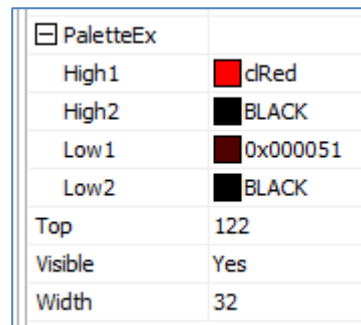 PaletteEx
High1 clRed
High2 BLACK
Low1 0x000051
Low2 BLACK
Top 122
Visible Yes
Width 32